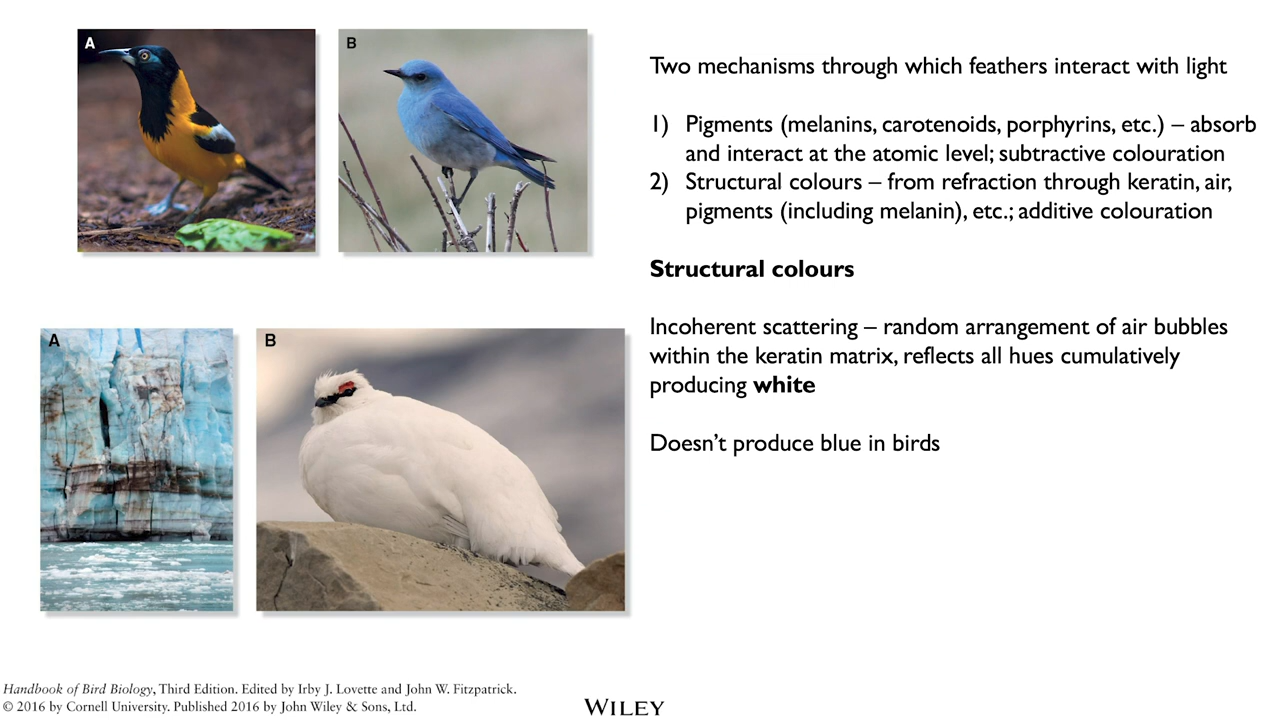 A
B
Two mechanisms through which feathers interact with light
1) Pigments (melanins, carotenoids, porphyrins, etc.) – absorb
and interact at the atomic level; subtractive colouration
2) Structural colours – from refraction through keratin, air,
pigments (including melanin), etc.; additive colouration
Structural colours
Incoherent scattering – random arrangement of air bubbles
within the keratin matrix, reflects all hues cumulatively
producing white
Doesn’t produce blue in birds
A
B
Handbook of Bird Biology, Third Edition. Edited by Irby J. Lovette and John W. Fitzpatrick.
© 2016 by Cornell University. Published 2016 by John Wiley & Sons, Ltd.
WILEY